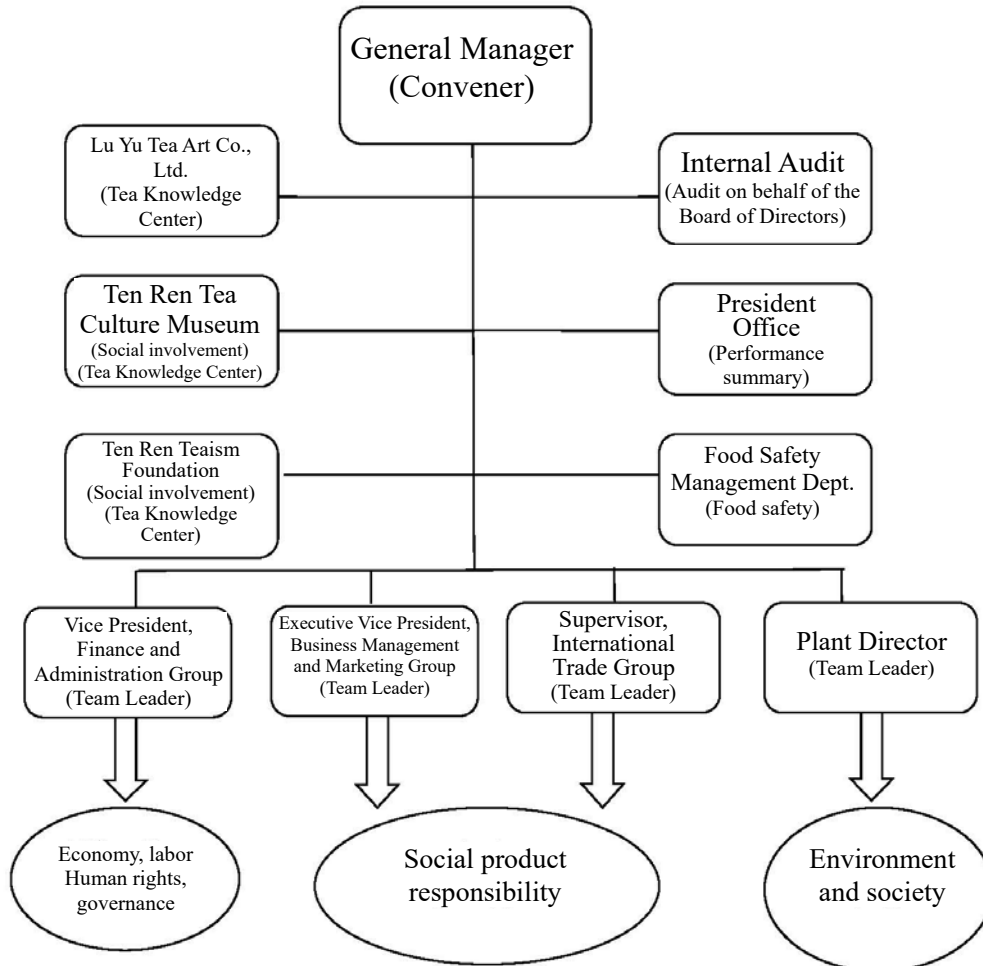 General Manager
(Convener)
Lu Yu Tea Art Co.,
Ltd.
(Tea Knowledge
Center)
Internal Audit
(Audit on behalf of the
Board of Directors)
Ten Ren Tea
Culture Museum
(Social involvement)
(Tea Knowledge Center)
President
Office
(Performance
summary)
Ten Ren Teaism
Foundation
(Social involvement)
(Tea Knowledge
Center)
Food Safety
Management Dept.
(Food safety)
Vice President,
Finance and
Administration Group
(Team Leader)
Executive Vice President,
Business Management
and Marketing Group
(Team Leader)
Supervisor,
International
Trade Group
(Team Leader)
Plant Director
(Team Leader)
Economy, labor
Human rights,
governance
Social product
responsibility
Environment
and society